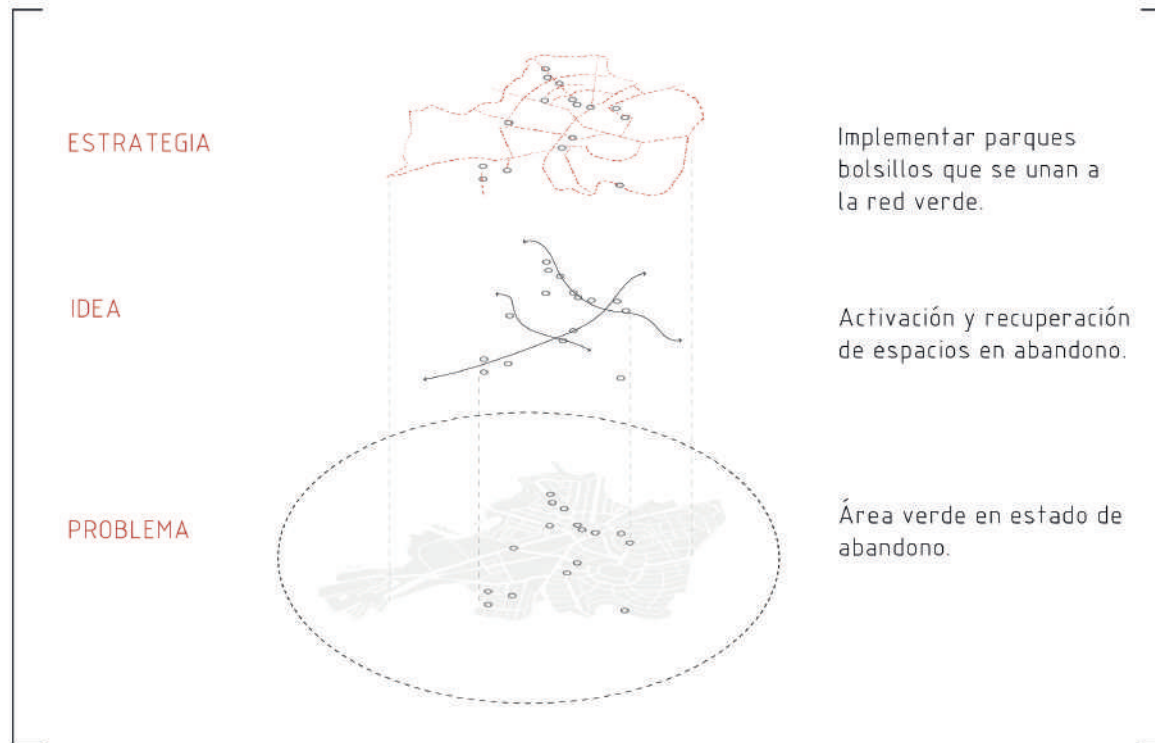 ESTRATEGIA
Implementar parques
bolsillos que se unan a
la red verde.
IDEA
Activación y recuperación
de espacios en abandono.
PROBLEMA
Área verde en estado de
abandono.